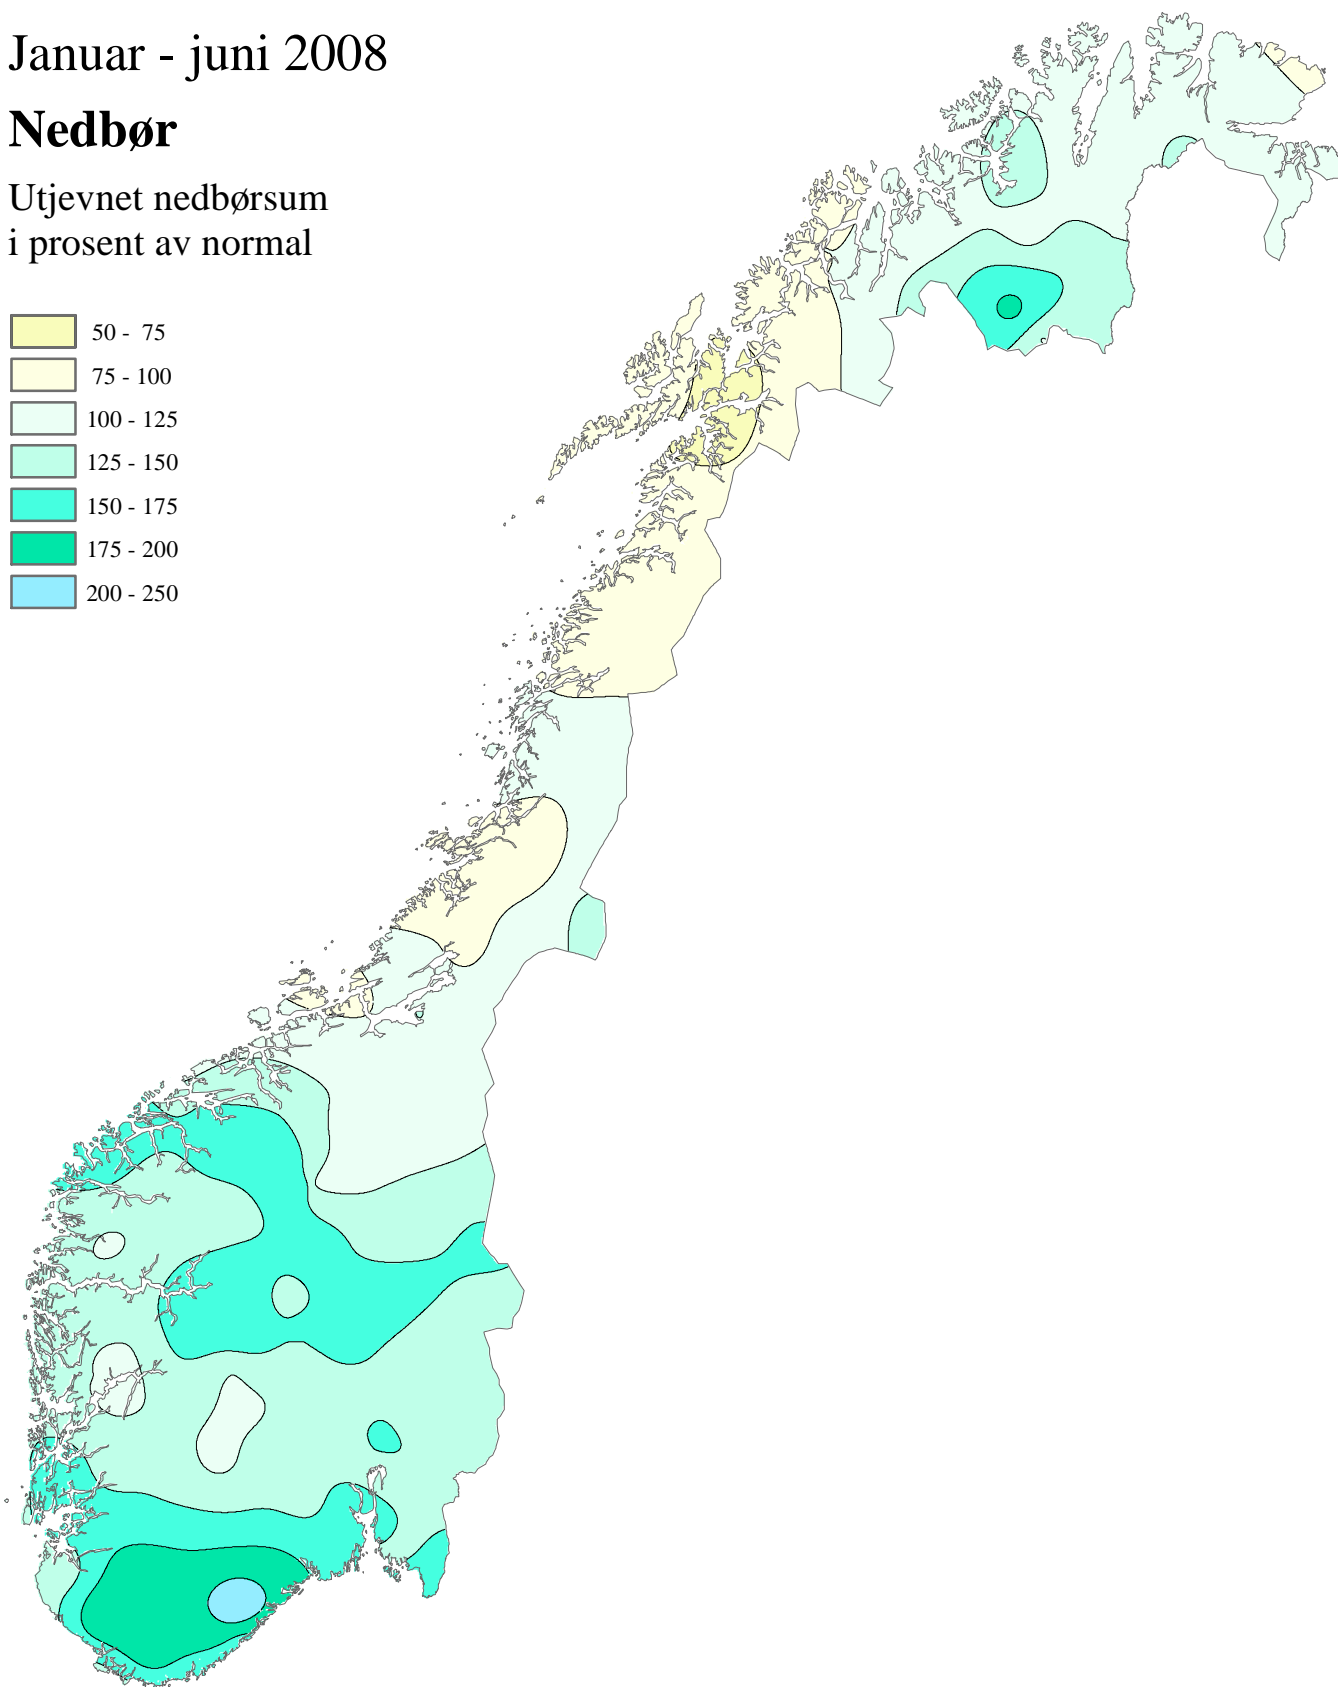 Januar - juni 2008
Nedbør
Utjevnet nedbørsum
i prosent av normal
50 - 75
75 - 100
100 - 125
125 - 150
150 - 175
175 - 200
200 - 250